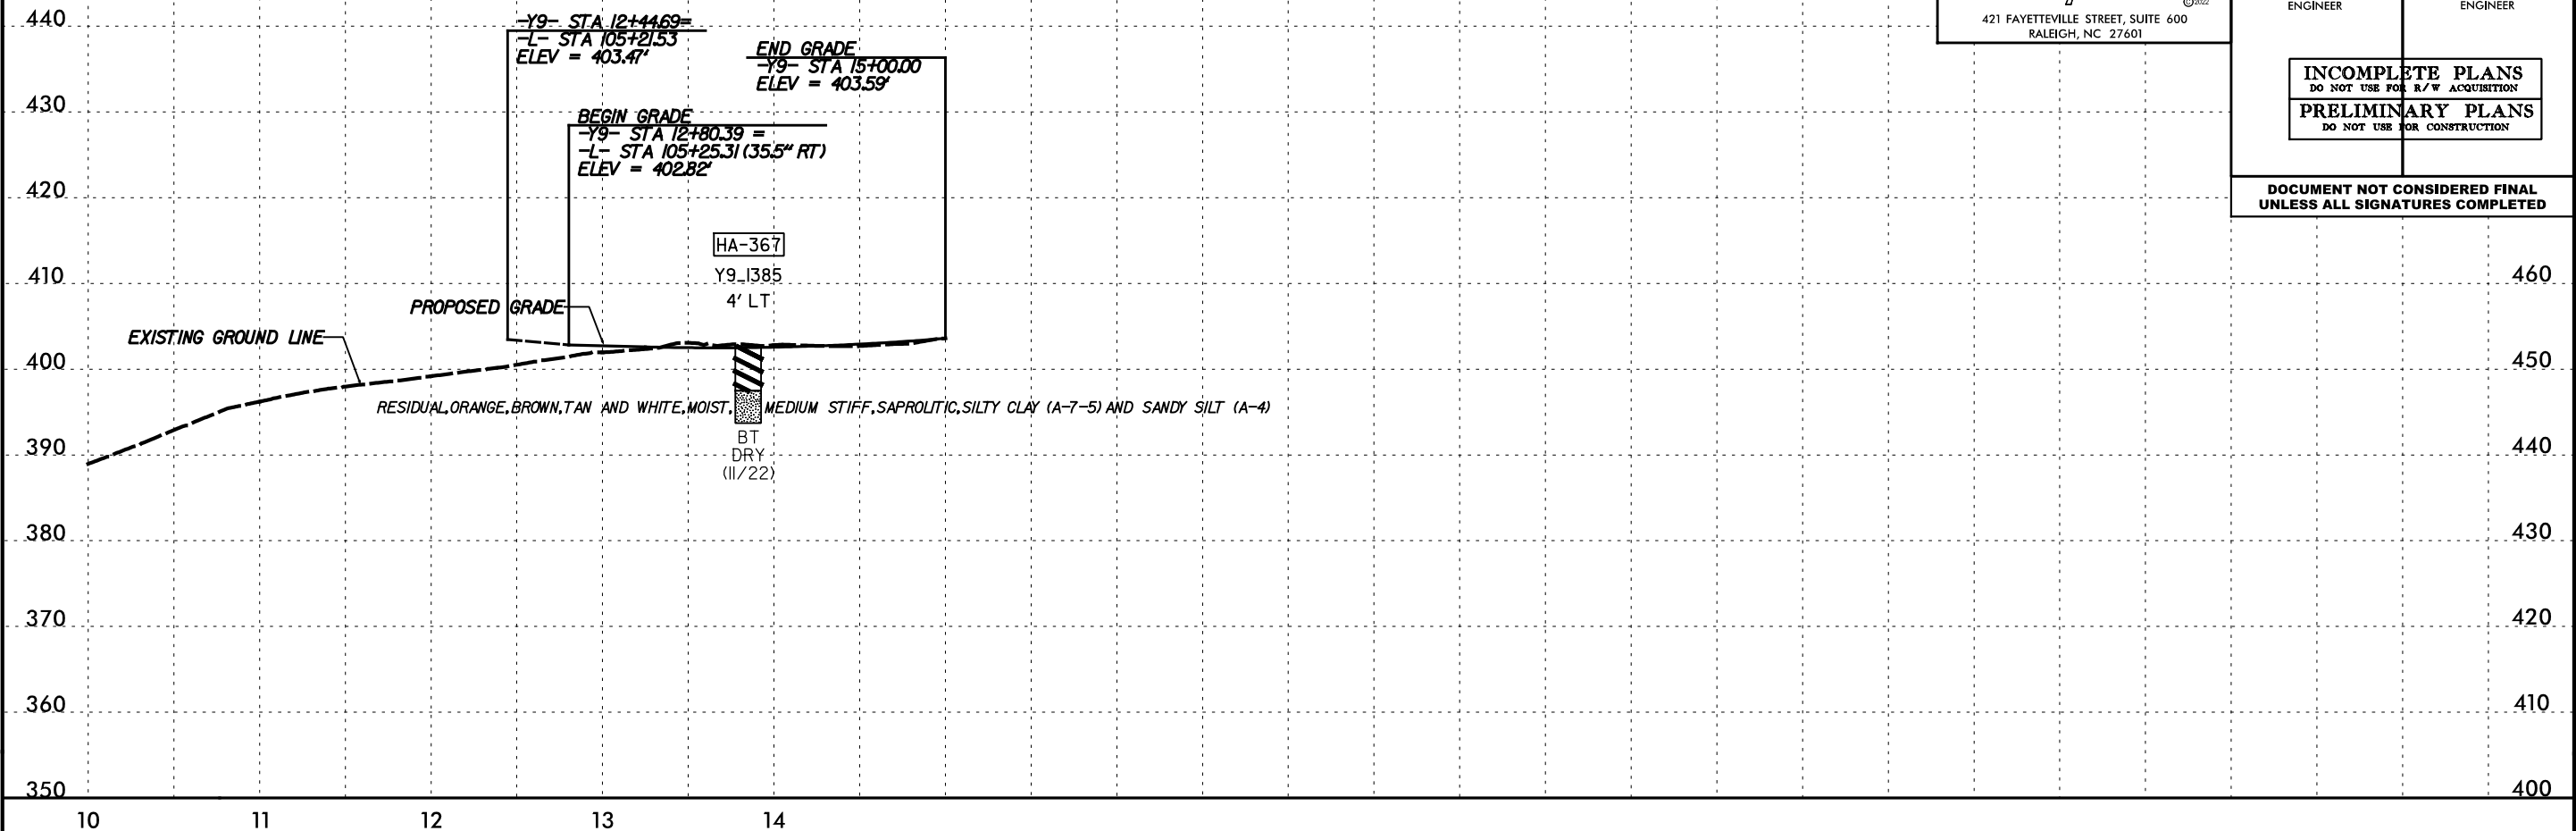 440
-Y9- STA 12+44.69=
-L- STA 105+21.53
ELEV = 403.47'
END GRADE
-Y9- STA 15+00.00
ELEV = 403.59'
421 FAYETTEVILLE STREET, SUITE 600
RALEIGH, NC 27601
©2022
ENGINEER
ENGINEER
430
BEGIN GRADE
-Y9- STA 12+80.39 =
-L- STA 105+25.31 (35.5" RT)
ELEV = 402.82'
INCOMPLETE PLANS
DO NOT USE FOR R/W ACQUISITION
PRELIMINARY PLANS
DO NOT USE FOR CONSTRUCTION
420
DOCUMENT NOT CONSIDERED FINAL
UNLESS ALL SIGNATURES COMPLETED
HA-367
Y9_1385
4' LT
410
460
PROPOSED GRADE
EXISTING GROUND LINE
400
450
RESIDUAL,ORANGE,BROWN,TAN AND WHITE,MOIST, MEDIUM STIFF,SAPROLITIC,SILTY CLAY (A-7-5) AND SANDY SILT (A-4)
BT
DRY
(11/22)
390
440
380
430
370
420
360
410
350
400
10 11 12 13 14